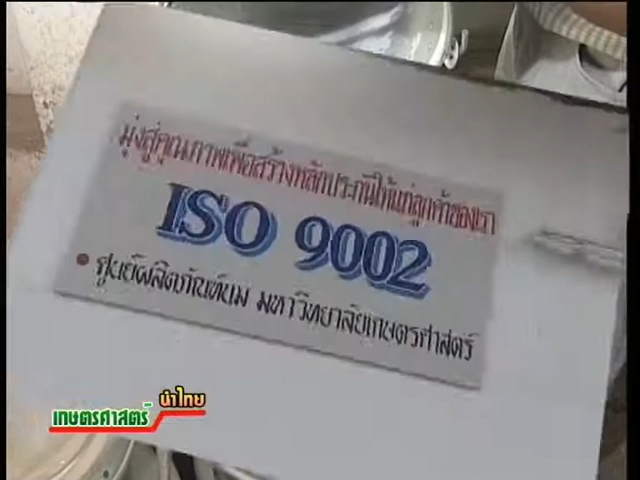 มุ่งสู่คุณภาพเพื่อสร้างหลักประกันให้แก่ลูกค้าของเรา
ISO 9002
ศูนย์ผลิตภัณฑ์นม มหาวิทยาลัยเกษตรศาสตร์
เกษตรศาสตร์ นำไทย